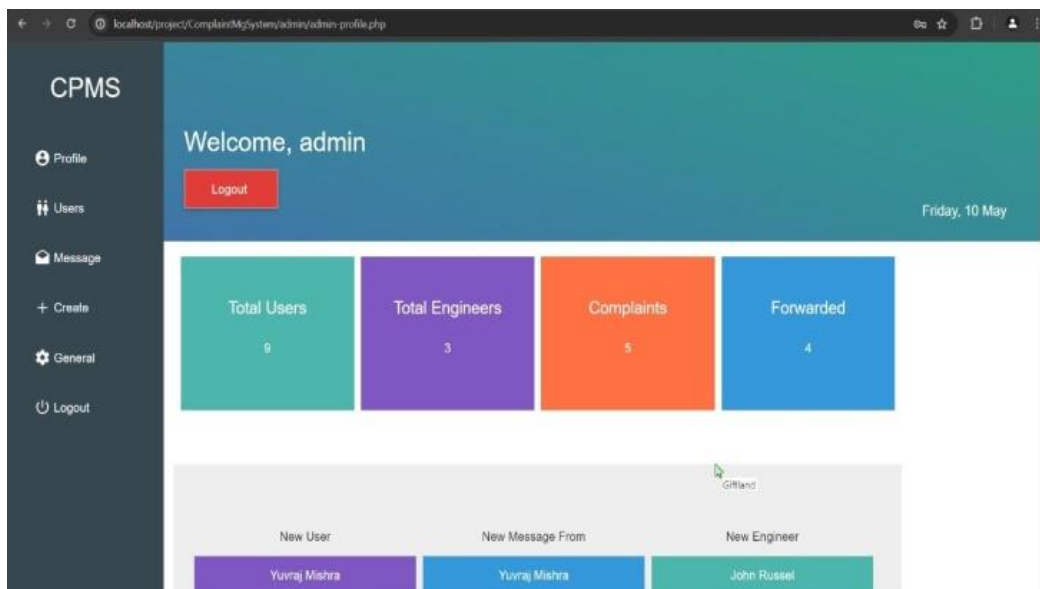 localhost/project/ComplaintMgSystem/admin/admin-profile.php
CPMS
Profile
Users
Message
+ Create
General
Logout
Welcome, admin
Logout
Friday, 10 May
Total Users
9
Total Engineers
3
Complaints
5
Forwarded
4
Giftland
New User
Yuvraj Mishra
New Message From
Yuvraj Mishra
New Engineer
John Russel